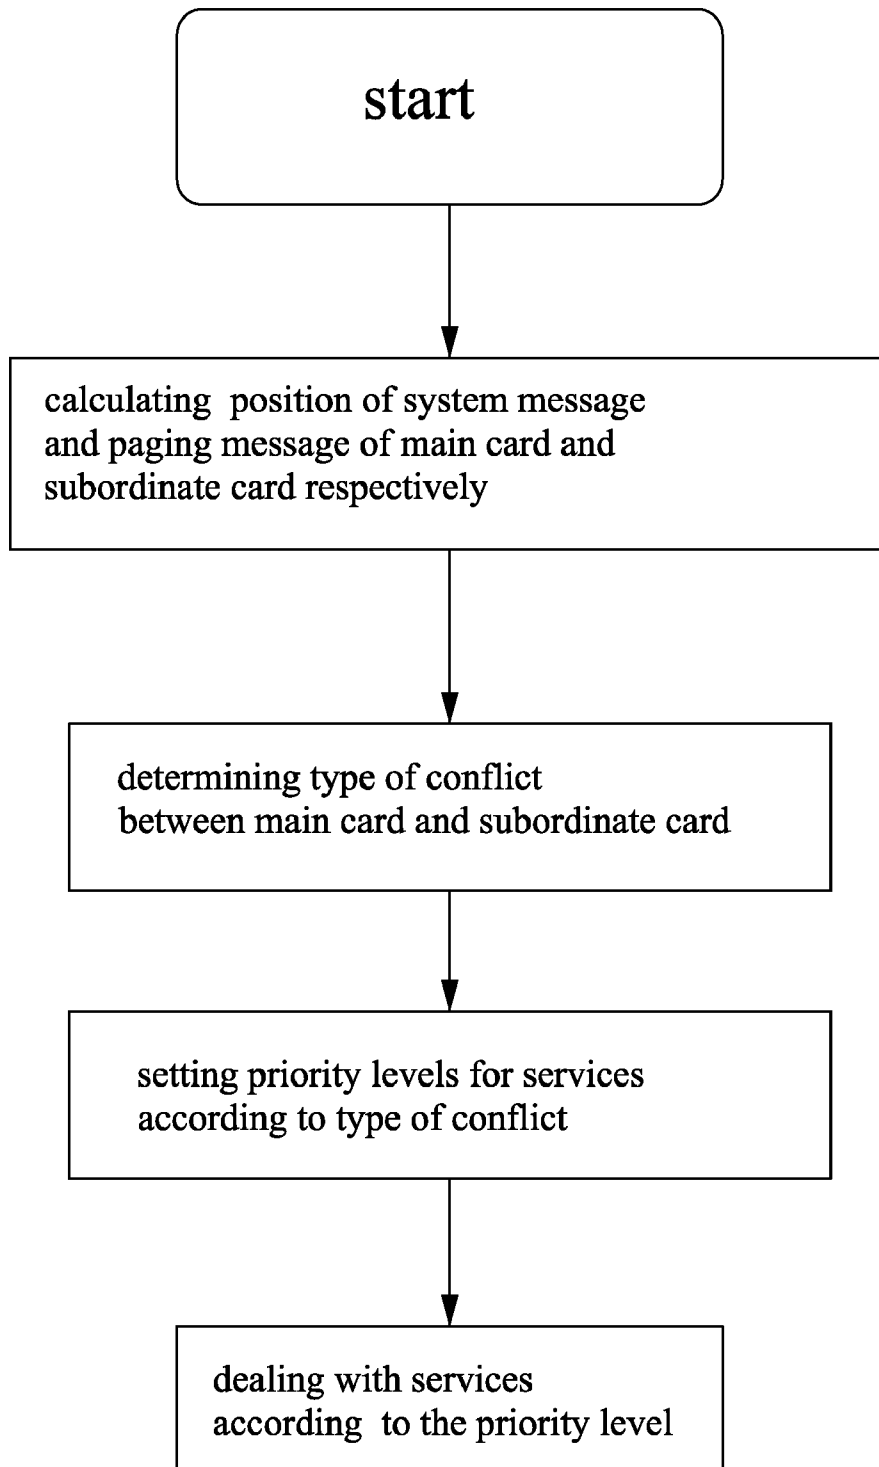 start
calculating position of system message
and paging message of main card and
subordinate card respectively
determining type of conflict
between main card and subordinate card
setting priority levels for services
according to type of conflict
dealing with services
according to the priority level